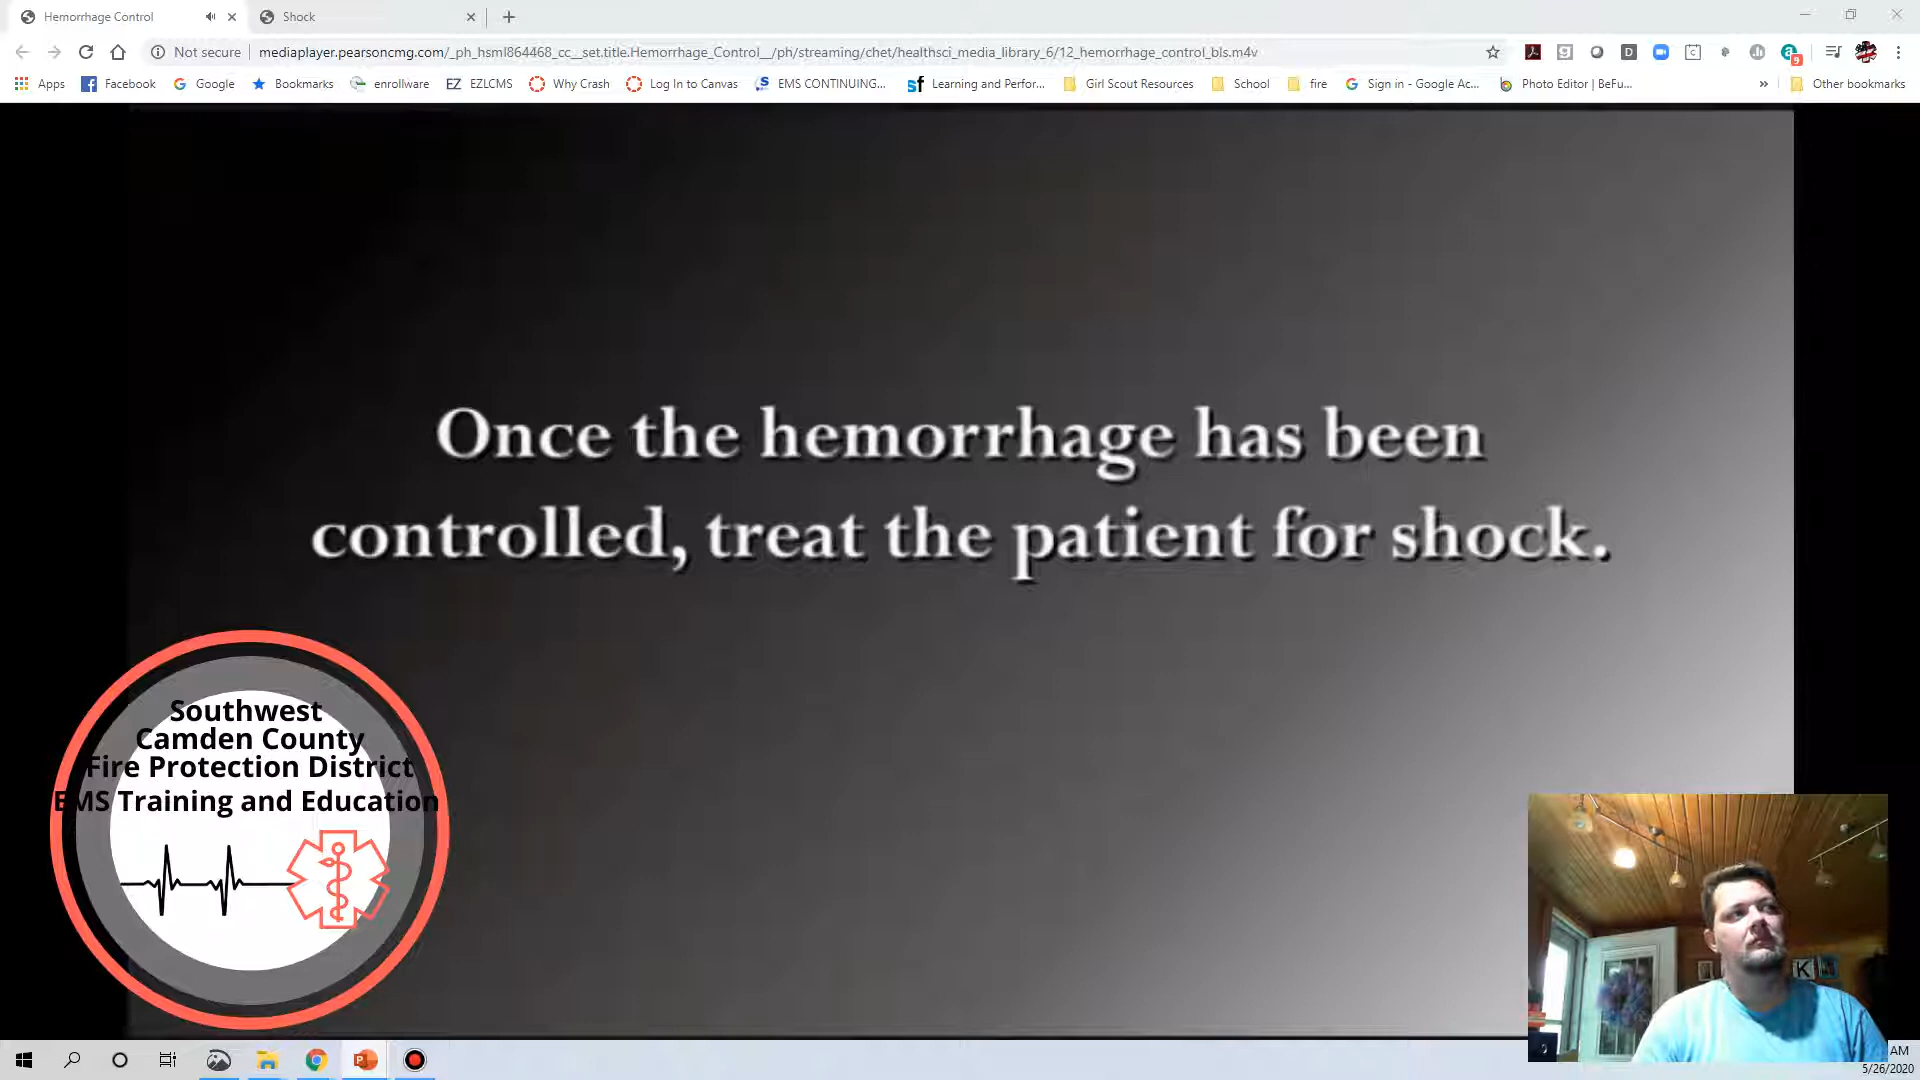 Hemorrhage Control
Shock
Not secure
mediaplayer.pearsoncmg.com/_ph_hsml864468_cc__set.title.Hemorrhage_Control__/ph/streaming/chet/healthsci_media_library_6/12_hemorrhage_control_bls.m4v
Apps
Facebook
Google
Bookmarks
enrollware
EZ EZLCMS
Why Crash
Log In to Canvas
EMS CONTINUING...
Learning and Perfor...
Girl Scout Resources
School
fire
Sign in - Google Ac...
Photo Editor | BeFu...
Other bookmarks
Once the hemorrhage has been
controlled, treat the patient for shock.
Southwest
Camden County
Fire Protection District
EMS Training and Education
K
AM
5/26/2020